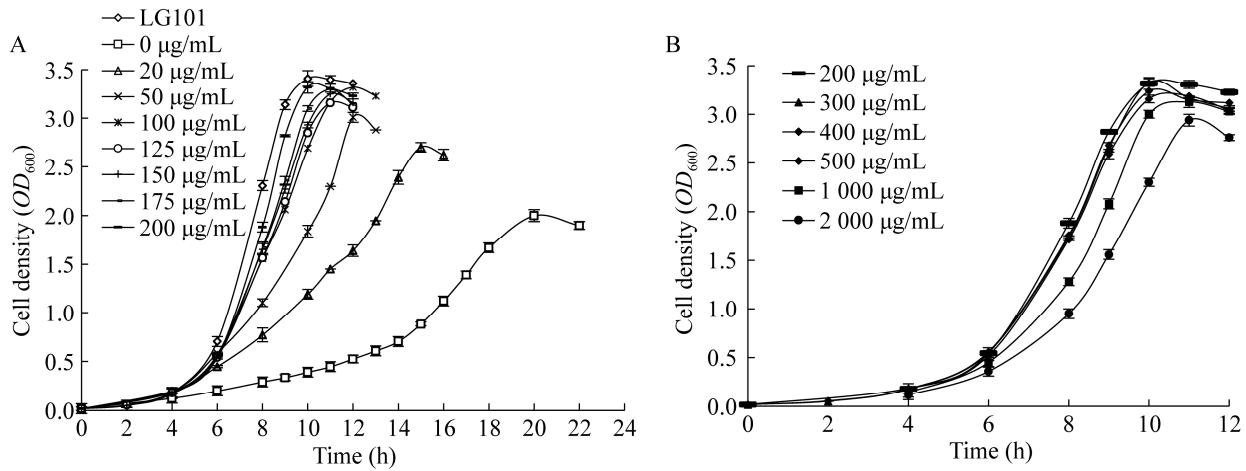 A
LG101
0 μg/mL
20 μg/mL
50 μg/mL
100 μg/mL
125 μg/mL
150 μg/mL
175 μg/mL
200 μg/mL
3.5
3.0
2.5
2.0
1.5
1.0
0.5
0.0
Cell density (OD600)
0 2 4 6 8 10 12 14 16 18 20 22 24
Time (h)
B
200 μg/mL
300 μg/mL
400 μg/mL
500 μg/mL
1 000 μg/mL
2 000 μg/mL
3.5
3.0
2.5
2.0
1.5
1.0
0.5
0.0
Cell density (OD600)
0 2 4 6 8 10 12
Time (h)